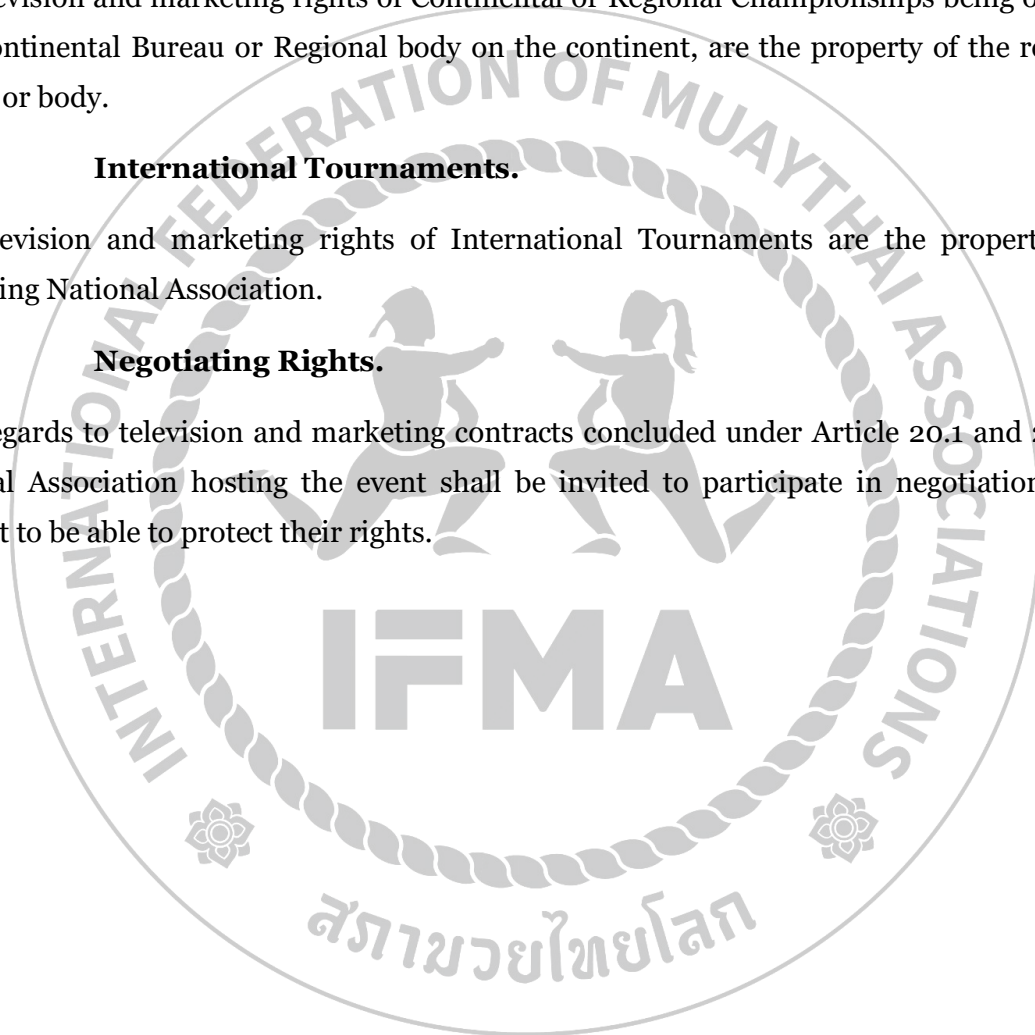 evision and marketing rights of Continental or Regional Championships being o
ontinental Bureau or Regional body on the continent, are the property of the re
or body.
International Tournaments.
evision and marketing rights of International Tournaments are the propert
ing National Association.
Negotiating Rights.
egards to television and marketing contracts concluded under Article 20.1 and 2
al Association hosting the event shall be invited to participate in negotiation
t to be able to protect their rights.
INTERNATIONAL FEDERATION OF MUAYTHAI ASSOCIATIONS
IFMA
สภามวยไทยโลก